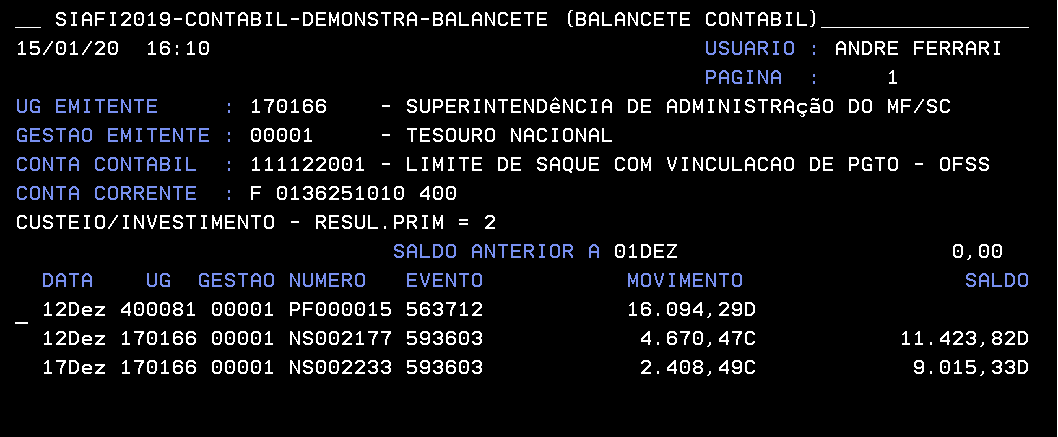 __ SIAFI2019-CONTABIL-DEMONSTRA-BALANCETE (BALANCETE CONTABIL)________________
15/01/20  16:10                                      USUARIO : ANDRE FERRARI
                                                     PAGINA  :     1
UG EMITENTE     : 170166    - SUPERINTENDêNCIA DE ADMINISTRAçãO DO MF/SC
GESTAO EMITENTE : 00001     - TESOURO NACIONAL
CONTA CONTABIL  : 111122001 - LIMITE DE SAQUE COM VINCULACAO DE PGTO - OFSS
CONTA CORRENTE  : F 0136251010 400
CUSTEIO/INVESTIMENTO - RESUL.PRIM = 2
                             SALDO ANTERIOR A 01DEZ                     0,00
  DATA    UG  GESTAO NUMERO   EVENTO           MOVIMENTO                 SALDO
_ 12Dez 400081 00001 PF000015 563712           16.094,29D
  12Dez 170166 00001 NS002177 593603            4.670,47C           11.423,82D
  17Dez 170166 00001 NS002233 593603            2.408,49C            9.015,33D